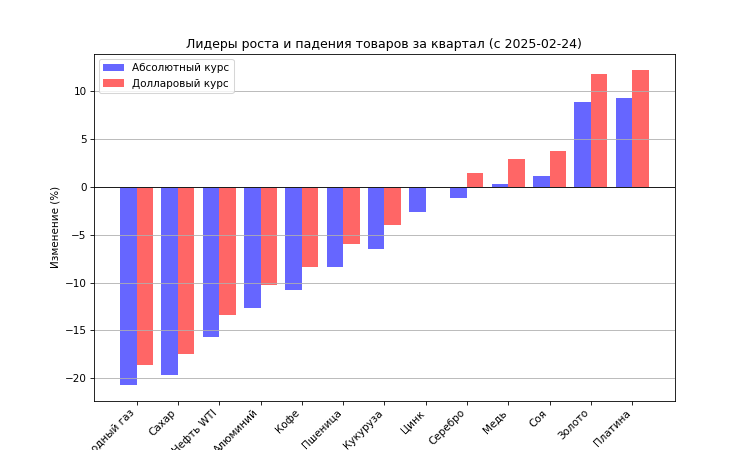 Лидеры роста и падения товаров за квартал (с 2025-02-24)
Абсолютный курс
Долларовый курс
Изменение (%)
10
5
0
−5
−10
−15
−20
одный газ
Сахар
Нефть WTI
Алюминий
Кофе
Пшеница
Кукуруза
Цинк
Серебро
Медь
Соя
Золото
Платина